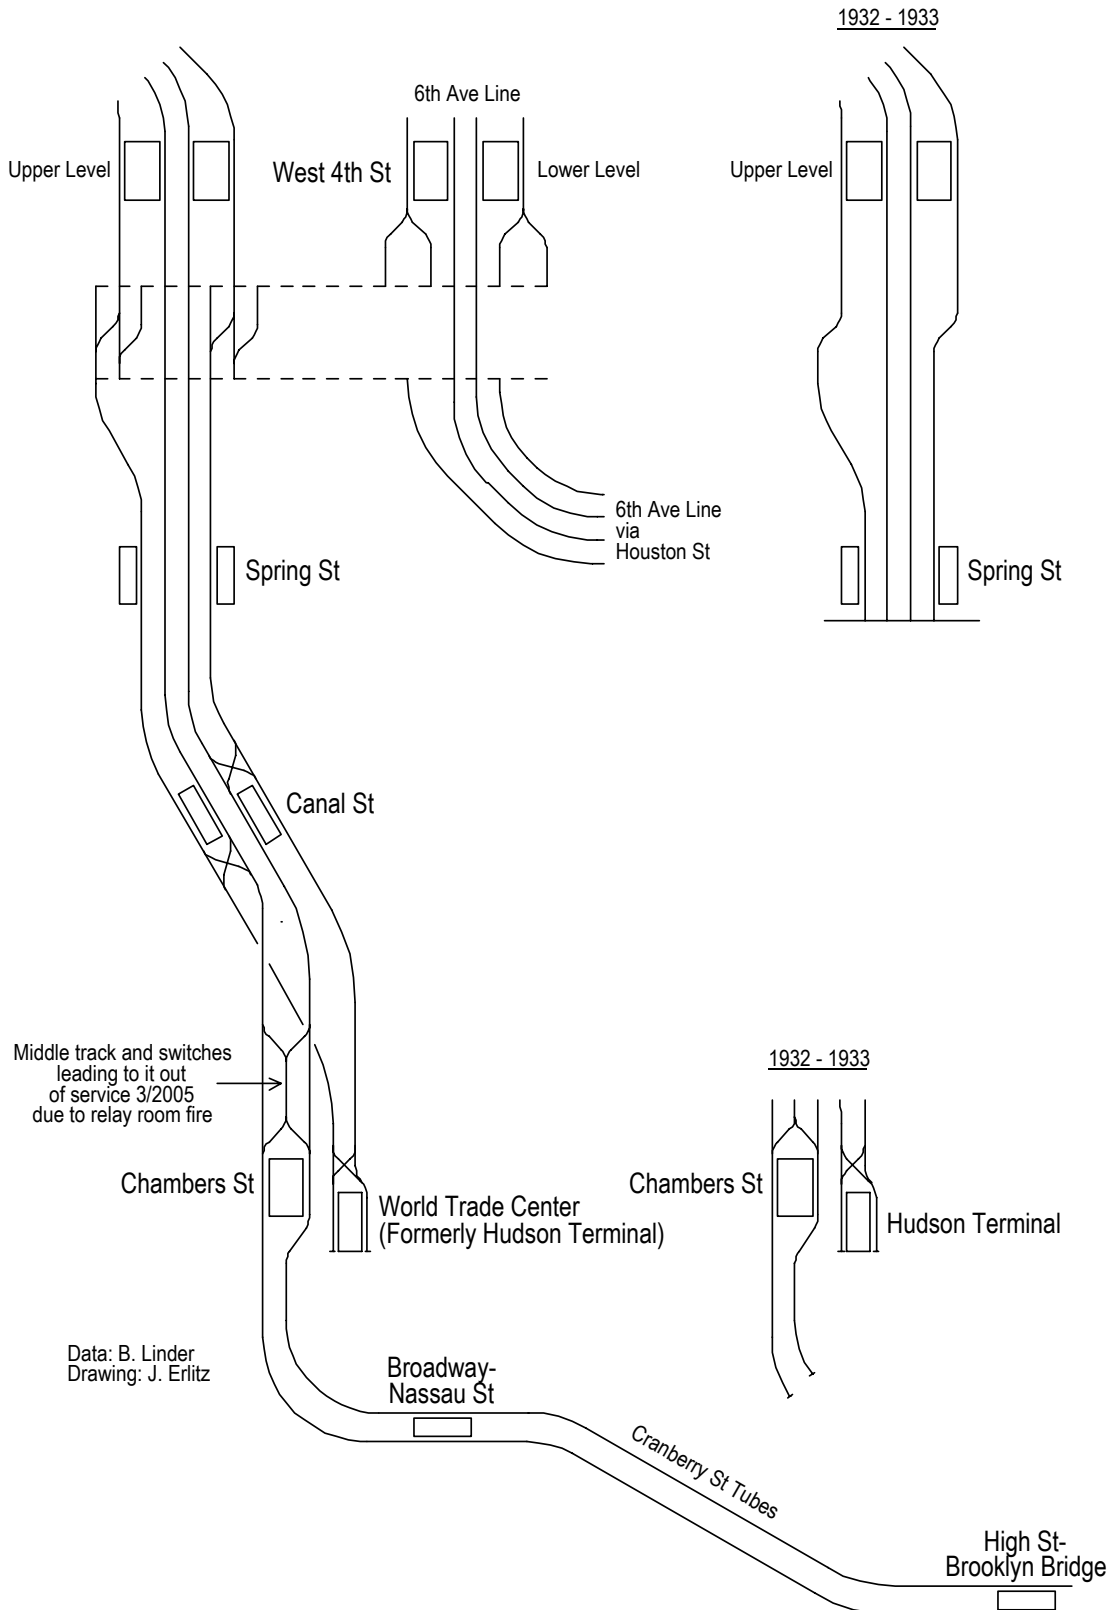 1932 - 1933
6th Ave Line
Upper Level
West 4th St
Lower Level
Upper Level
6th Ave Line
via
Houston St
Spring St
Spring St
Canal St
Middle track and switches
leading to it out
of service 3/2005
due to relay room fire
1932 - 1933
Chambers St
World Trade Center
(Formerly Hudson Terminal)
Chambers St
Hudson Terminal
Data: B. Linder
Drawing: J. Erlitz
Broadway-
Nassau St
Cranberry St Tubes
High St-
Brooklyn Bridge